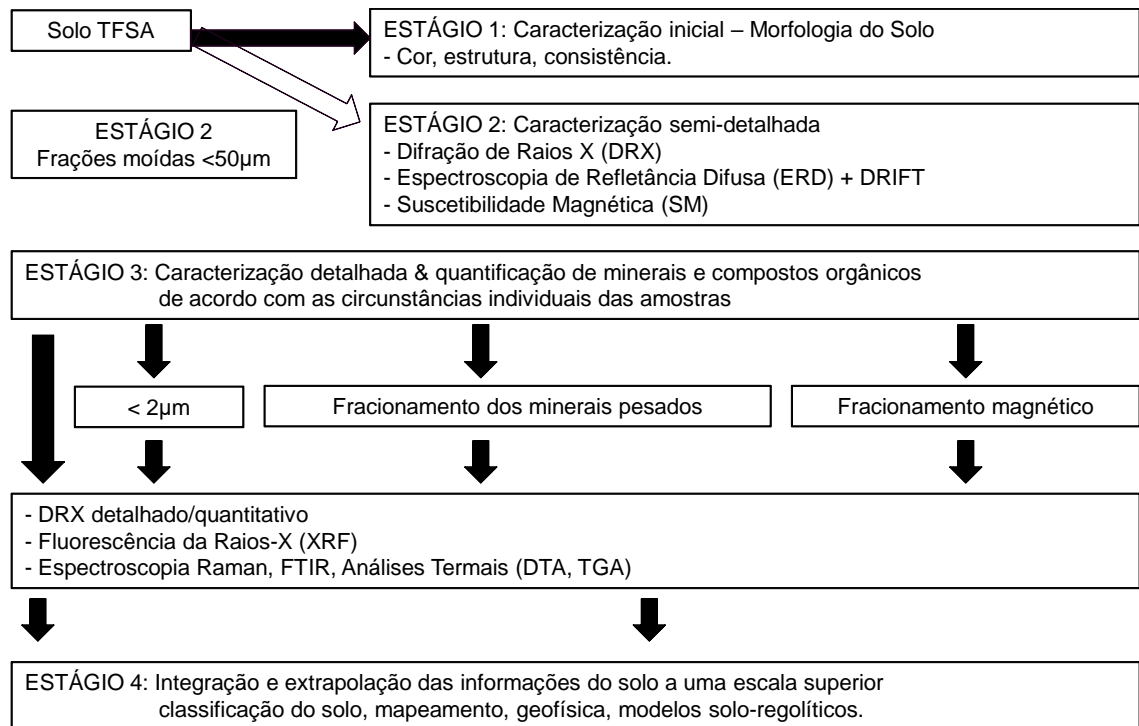 Solo TFSA
ESTÁGIO 1: Caracterização inicial – Morfologia do Solo
- Cor, estrutura, consistência.
ESTÁGIO 2
Frações moídas <50µm
ESTÁGIO 2: Caracterização semi-detalhada
- Difração de Raios X (DRX)
- Espectroscopia de Refletância Difusa (ERD) + DRIFT
- Suscetibilidade Magnética (SM)
ESTÁGIO 3: Caracterização detalhada & quantificação de minerais e compostos orgânicos
de acordo com as circunstâncias individuais das amostras
< 2µm
Fracionamento dos minerais pesados
Fracionamento magnético
- DRX detalhado/quantitativo
- Fluorescência da Raios-X (XRF)
- Espectroscopia Raman, FTIR, Análises Termais (DTA, TGA)
ESTÁGIO 4: Integração e extrapolação das informações do solo a uma escala superior
classificação do solo, mapeamento, geofísica, modelos solo-regolíticos.